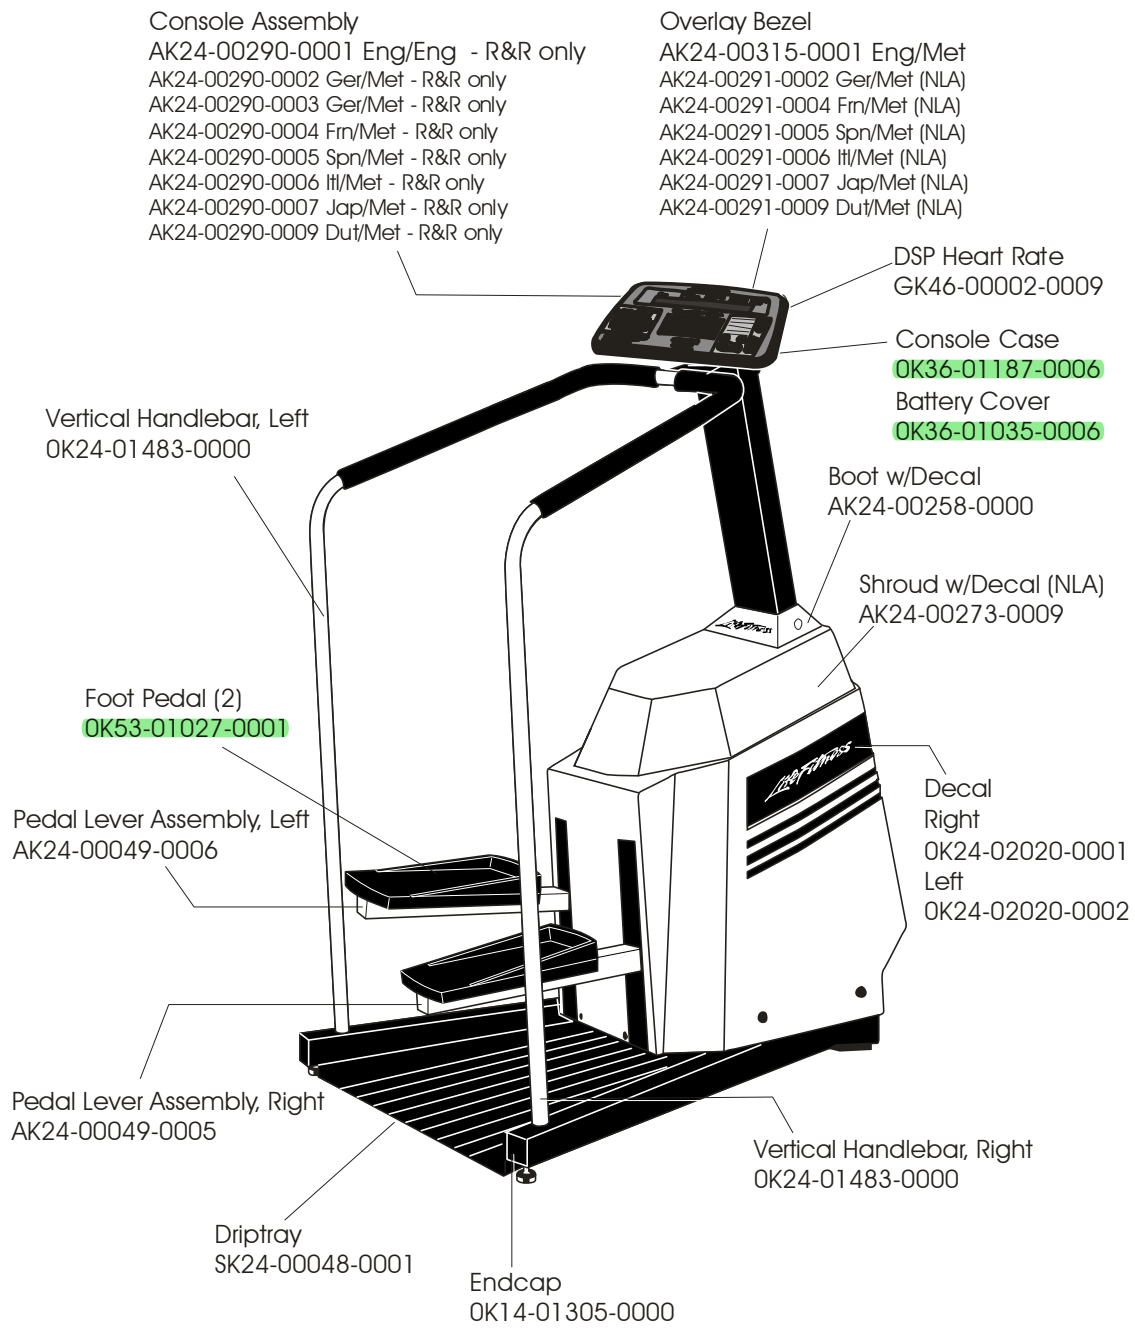 Console Assembly
AK24-00290-0001 Eng/Eng - R&R only
AK24-00290-0002 Ger/Met - R&R only
AK24-00290-0003 Ger/Met - R&R only
AK24-00290-0004 Frn/Met - R&R only
AK24-00290-0005 Spn/Met - R&R only
AK24-00290-0006 Itl/Met - R&R only
AK24-00290-0007 Jap/Met - R&R only
AK24-00290-0009 Dut/Met - R&R only
Overlay Bezel
AK24-00315-0001 Eng/Met
AK24-00291-0002 Ger/Met (NLA)
AK24-00291-0004 Frn/Met (NLA)
AK24-00291-0005 Spn/Met (NLA)
AK24-00291-0006 Itl/Met (NLA)
AK24-00291-0007 Jap/Met (NLA)
AK24-00291-0009 Dut/Met (NLA)
DSP Heart Rate
GK46-00002-0009
Console Case
0K36-01187-0006
Battery Cover
0K36-01035-0006
Vertical Handlebar, Left
0K24-01483-0000
Boot w/Decal
AK24-00258-0000
Shroud w/Decal (NLA)
AK24-00273-0009
LifeFitness
Foot Pedal (2)
0K53-01027-0001
LifeFitness
Decal
Right
0K24-02020-0001
Left
0K24-02020-0002
Pedal Lever Assembly, Left
AK24-00049-0006
Pedal Lever Assembly, Right
AK24-00049-0005
Vertical Handlebar, Right
0K24-01483-0000
Driptray
SK24-00048-0001
Endcap
0K14-01305-0000